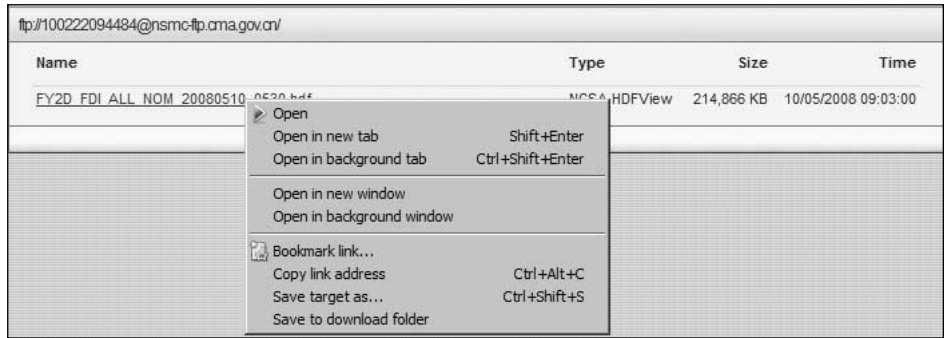 ftp://100222094484@nsmc-ftp.cma.gov.cn/
Name Type Size Time
FY2D_FDI_ALL_NOM_20080510_0530.hdf NCSA HDFView 214,866 KB 10/05/2008 09:03:00
Open
Open in new tab Shift+Enter
Open in background tab Ctrl+Shift+Enter
Open in new window
Open in background window
Bookmark link...
Copy link address Ctrl+Alt+C
Save target as... Ctrl+Shift+S
Save to download folder